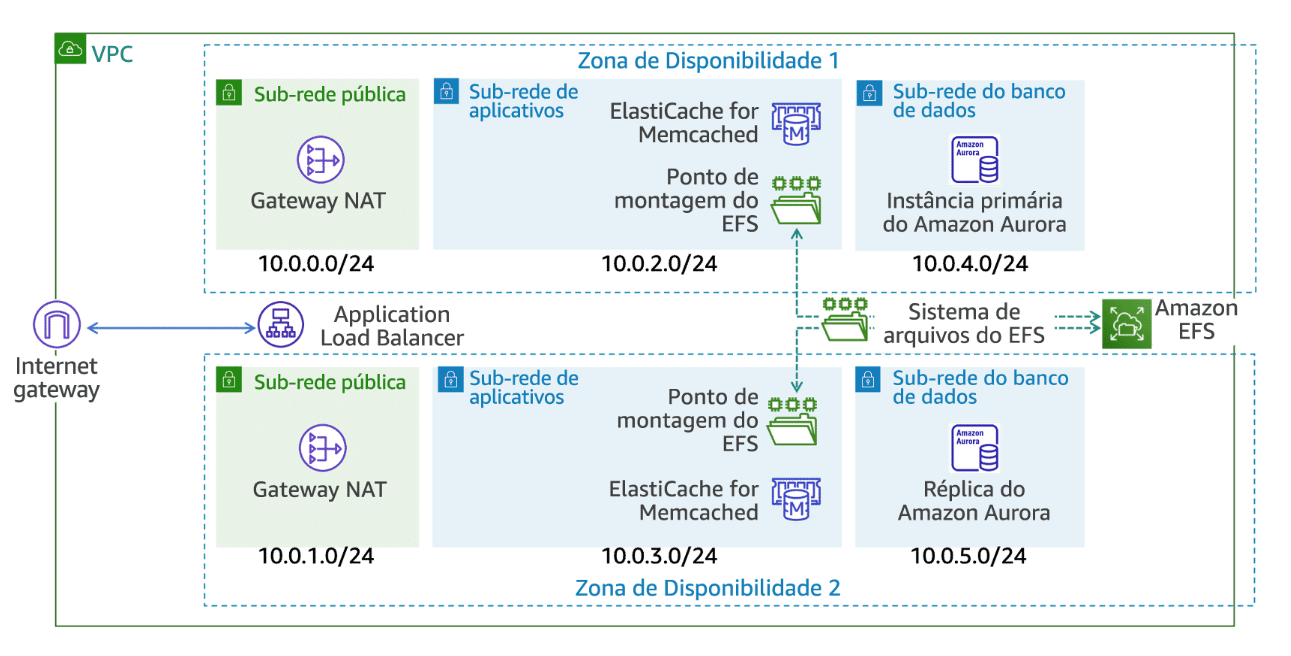 VPC
Zona de Disponibilidade 1
Sub-rede pública
Gateway NAT
10.0.0.0/24
Sub-rede de
aplicativos
ElastiCache for
Memcached
M
Ponto de
montagem do
EFS
10.0.2.0/24
Sub-rede do banco
de dados
Amazon
Aurora
Instância primária
do Amazon Aurora
10.0.4.0/24
Internet
gateway
Application
Load Balancer
Sistema de
arquivos do EFS
Amazon
EFS
Sub-rede pública
Gateway NAT
10.0.1.0/24
Sub-rede de
aplicativos
Ponto de
montagem do
EFS
ElastiCache for
Memcached
M
10.0.3.0/24
Sub-rede do banco
de dados
Amazon
Aurora
Réplica do
Amazon Aurora
10.0.5.0/24
Zona de Disponibilidade 2